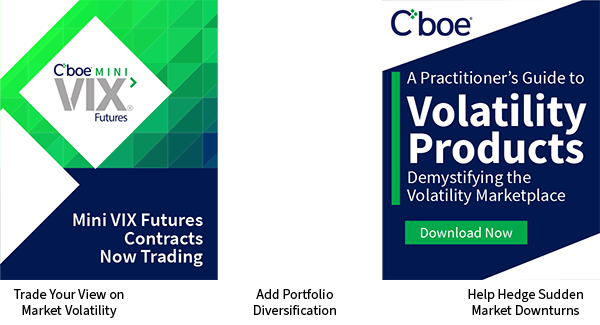 Cboe MINI
VIX®
Futures
Mini VIX Futures
Contracts
Now Trading
Cboe®
A Practitioner's Guide to
Volatility
Products
Demystifying the
Volatility Marketplace
Download Now
Trade Your View on
Market Volatility
Add Portfolio
Diversification
Help Hedge Sudden
Market Downturns